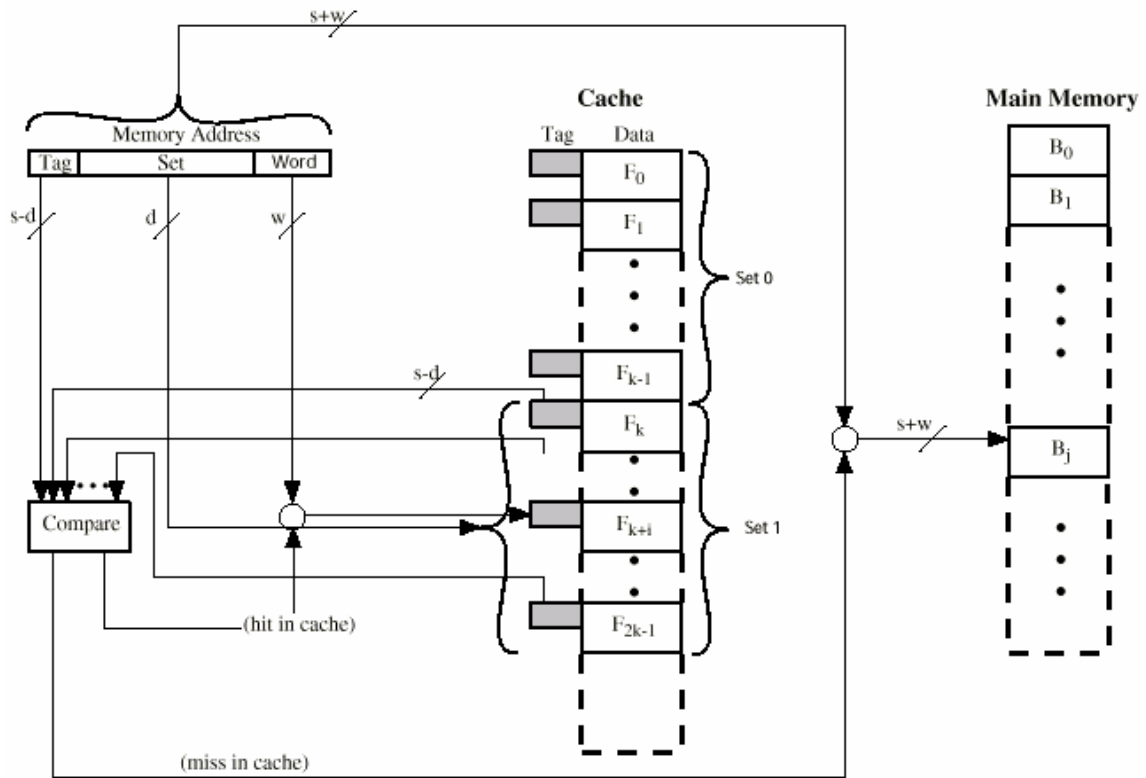 s+w
Cache
Main Memory
Memory Address
Tag Data
Tag Set Word
F0
B0
F1
B1
s-d d w
Set 0
Fk-1
s-d
Fk
s+w
Bj
Compare
Fk+i
Set 1
(hit in cache)
F2k-1
(miss in cache)